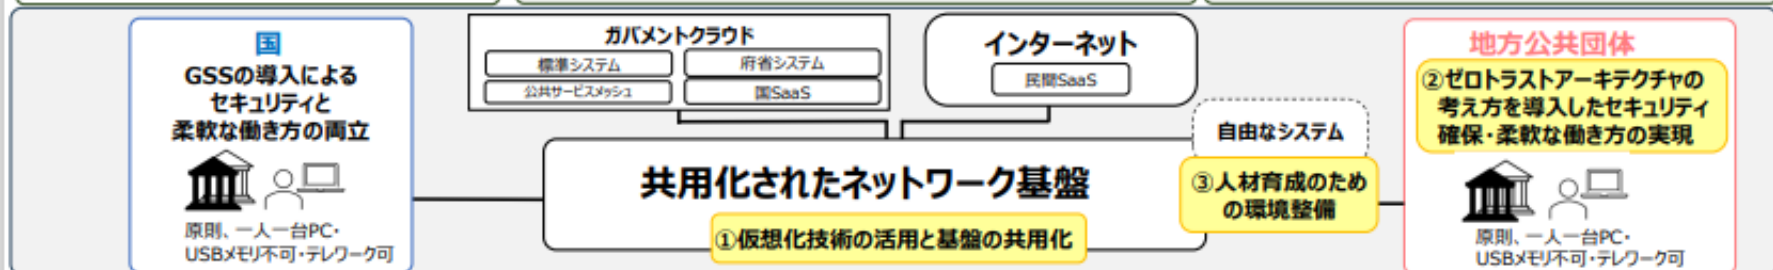 国
GSSの導入による
セキュリティと
柔軟な働き方の両立
原則、一人一台PC・
USBメモリ不可・テレワーク可
ガバメントクラウド
標準システム
府省システム
公共サービスメッシュ
国SaaS
インターネット
民間SaaS
共用化されたネットワーク基盤
①仮想化技術の活用と基盤の共用化
自由なシステム
③人材育成のため
の環境整備
地方公共団体
②ゼロトラストアーキテクチャの
考え方を導入したセキュリティ
確保・柔軟な働き方の実現
原則、一人一台PC・
USBメモリ不可・テレワーク可